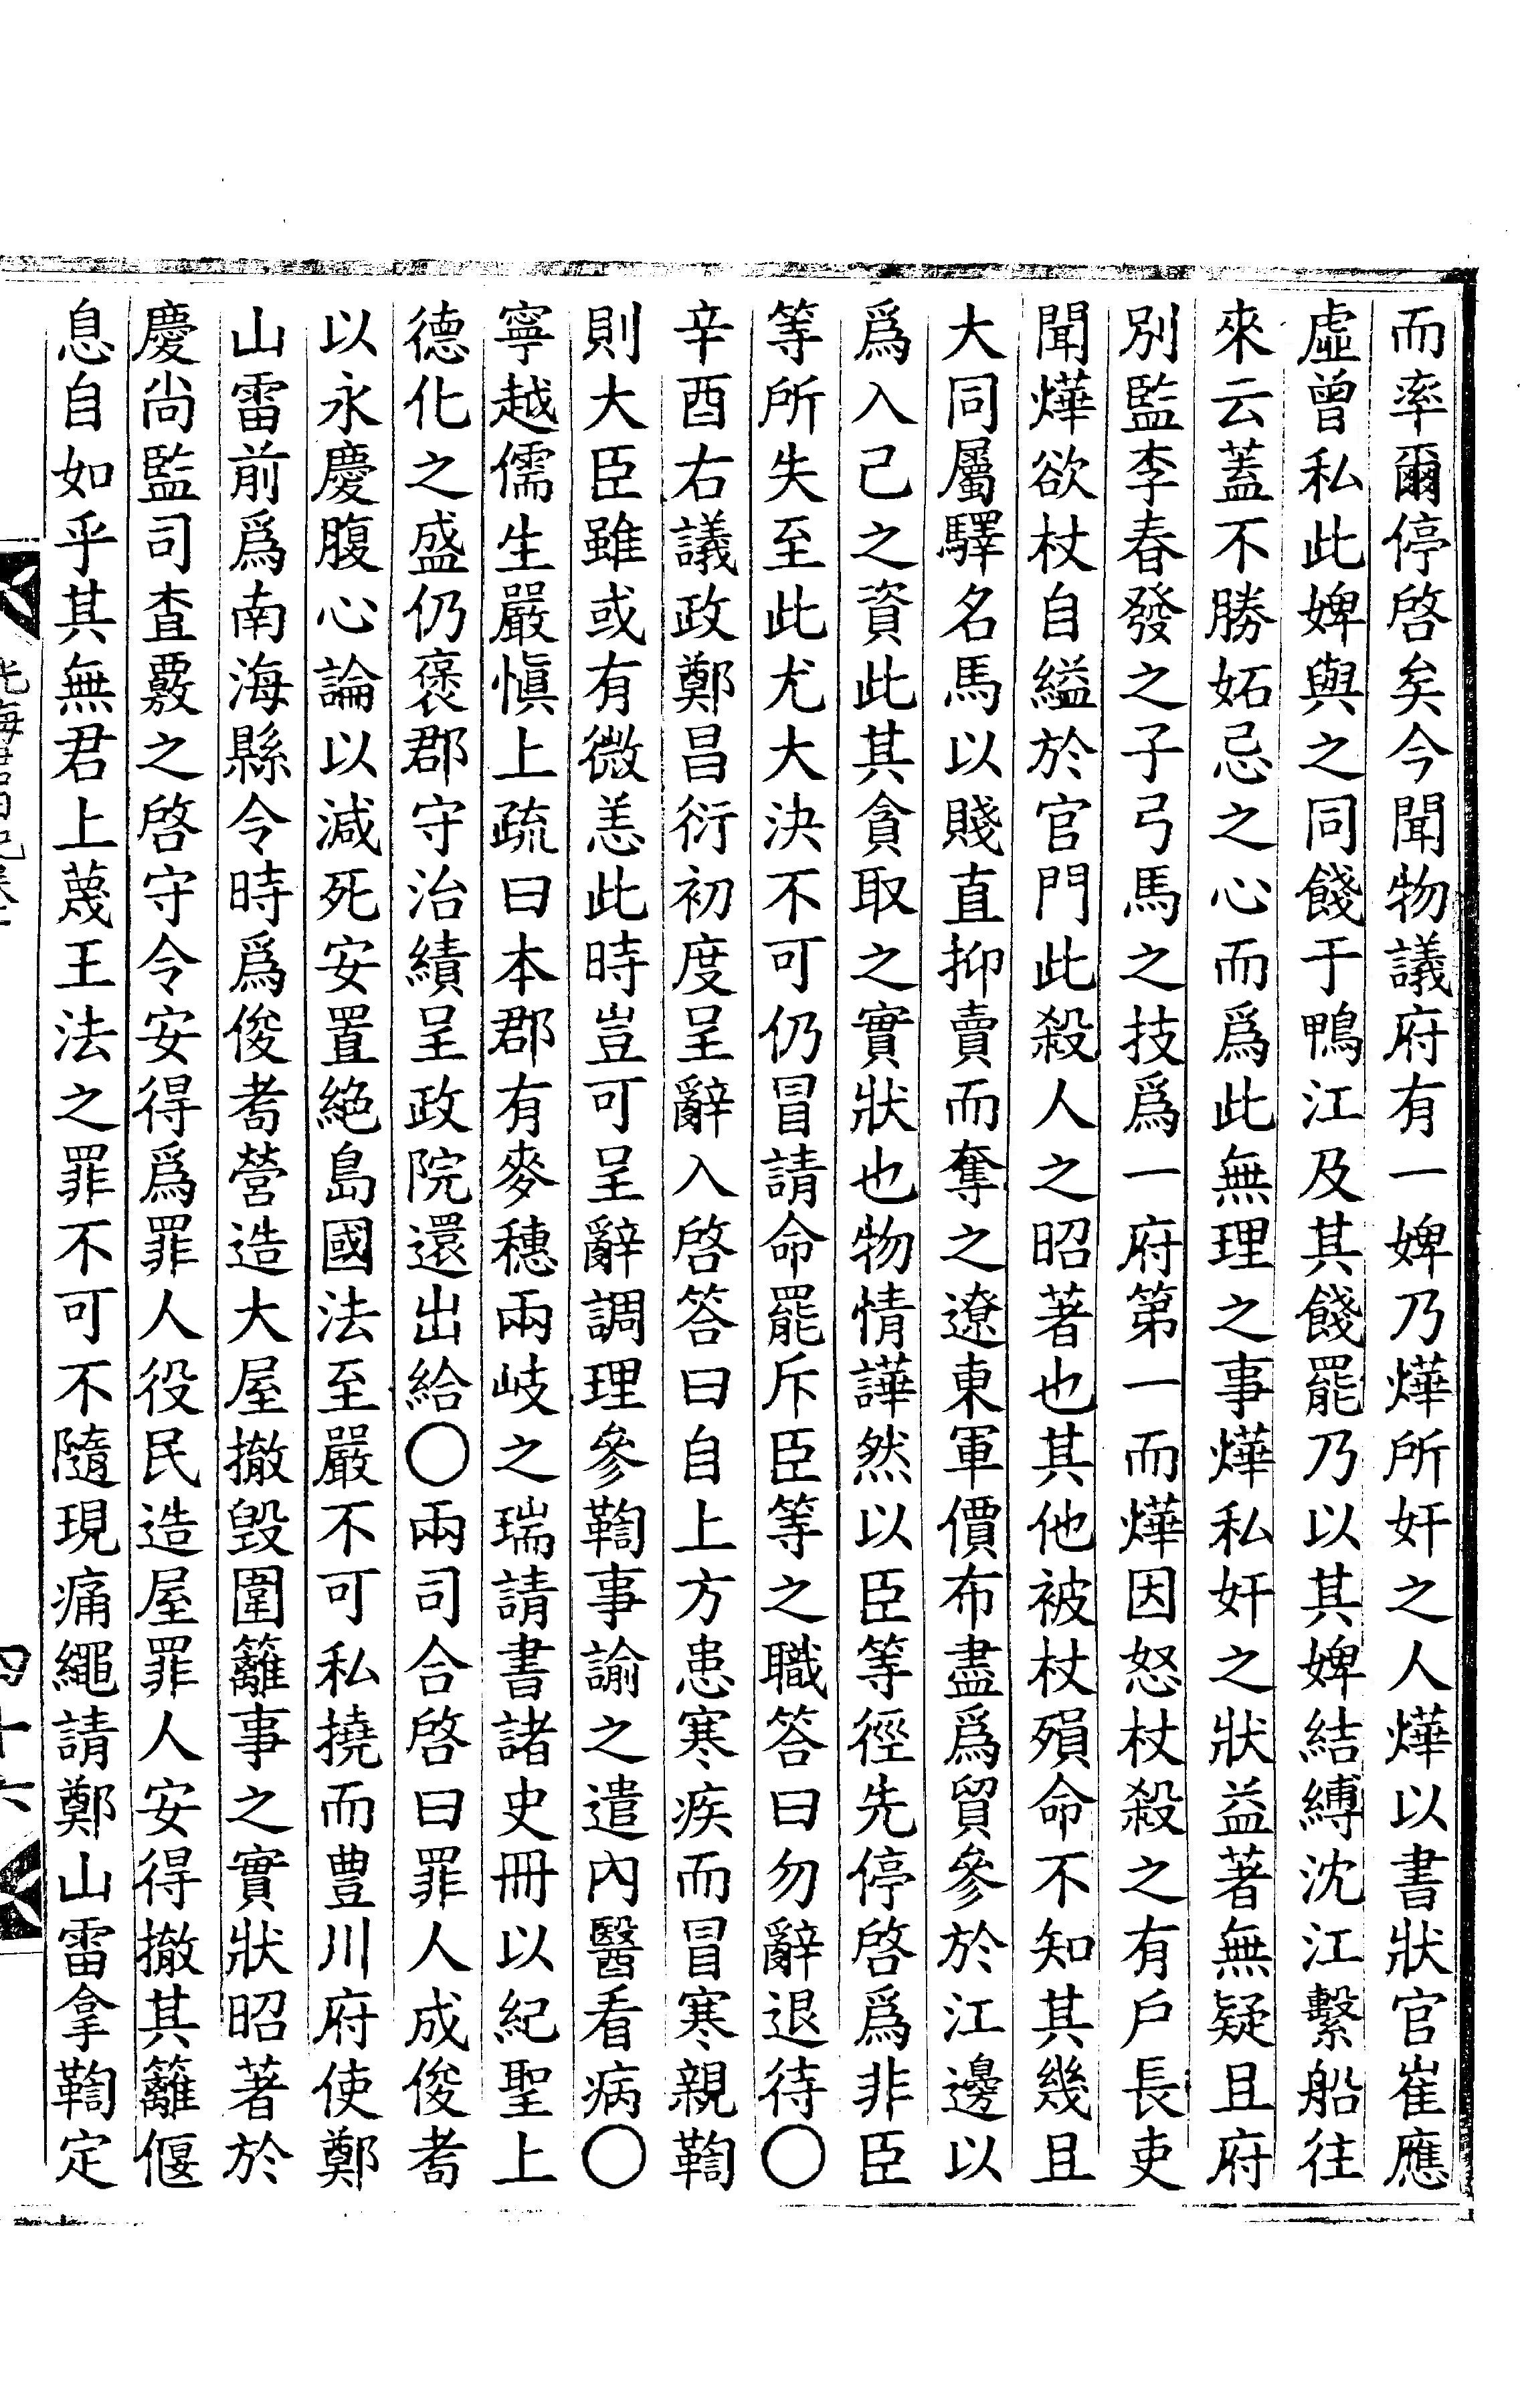 而率爾停啓矣今聞物議府有一婢乃燁所奸之人燁以書狀官崔應
虛曾私此婢與之同餞于鴨江及其餞罷乃以其婢結縛沈江繫船往
來云蓋不勝妬忌之心而爲此無理之事燁私奸之狀益著無疑且府
別監李春發之子弓馬之技爲一府第一而燁因怒杖殺之有戶長吏
聞燁欲杖自縊於官門此殺人之昭著也其他被杖殞命不知其幾且
大同屬驛名馬以賤直抑賣而奪之遼東軍價布盡爲貿參於江邊以
爲入己之資此其貪取之實狀也物情譁然以臣等徑先停啓爲非臣
等所失至此尤大決不可仍冒請命罷斥臣等之職答曰勿辭退待〇
辛酉右議政鄭昌衍初度呈辭入啓答曰自上方患寒疾而冒寒親鞫
則大臣雖或有微恙此時豈可呈辭調理參鞫事諭之遣內醫看病〇
寧越儒生嚴愼上疏曰本郡有麥穗兩岐之瑞請書諸史冊以紀聖上
德化之盛仍褒郡守治績呈政院還出給〇兩司合啓曰罪人成俊耉
以永慶腹心論以減死安置絶島國法至嚴不可私撓而豊川府使鄭
山雷前爲南海縣令時爲俊耉營造大屋撤毁圍籬事之實狀昭著於
慶尙監司査覈之啓守令安得爲罪人役民造屋罪人安得撤其籬偃
息自如乎其無君上蔑王法之罪不可不隨現痛繩請鄭山雷拿鞫定
光海君日記卷
四十六